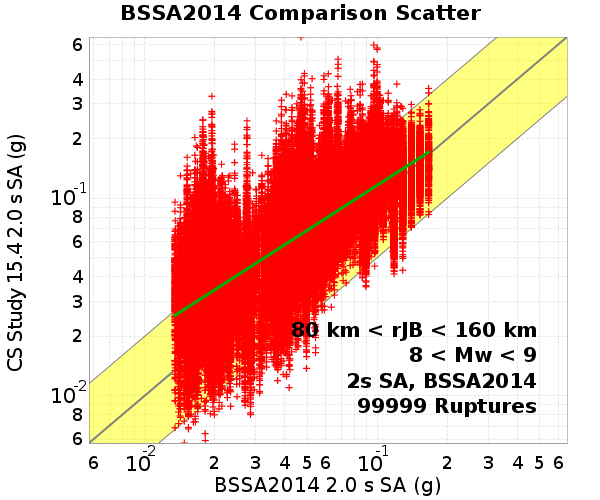 BSSA2014 Comparison Scatter
6
4
3
2
10⁻¹
8
6
4
3
2
10⁻²
8
6
CS Study 15.4 2.0 s SA (g)
80 km < rJB < 160 km
8 < Mw < 9
2s SA, BSSA2014
99999 Ruptures
6 10⁻² 2 3 4 5 6 10⁻¹ 2 3 4 5 6
BSSA2014 2.0 s SA (g)